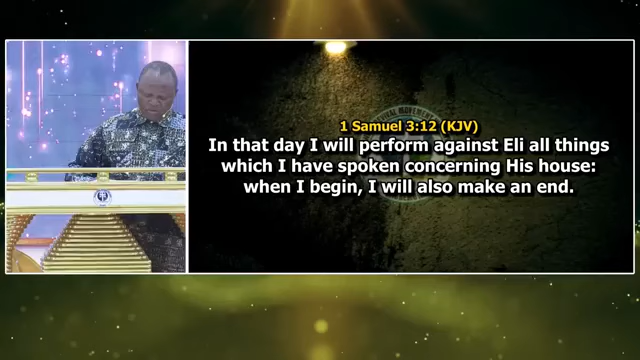 1 Samuel 3:12 (KJV)
In that day I will perform against Eli all things
which I have spoken concerning His house:
when I begin, I will also make an end.